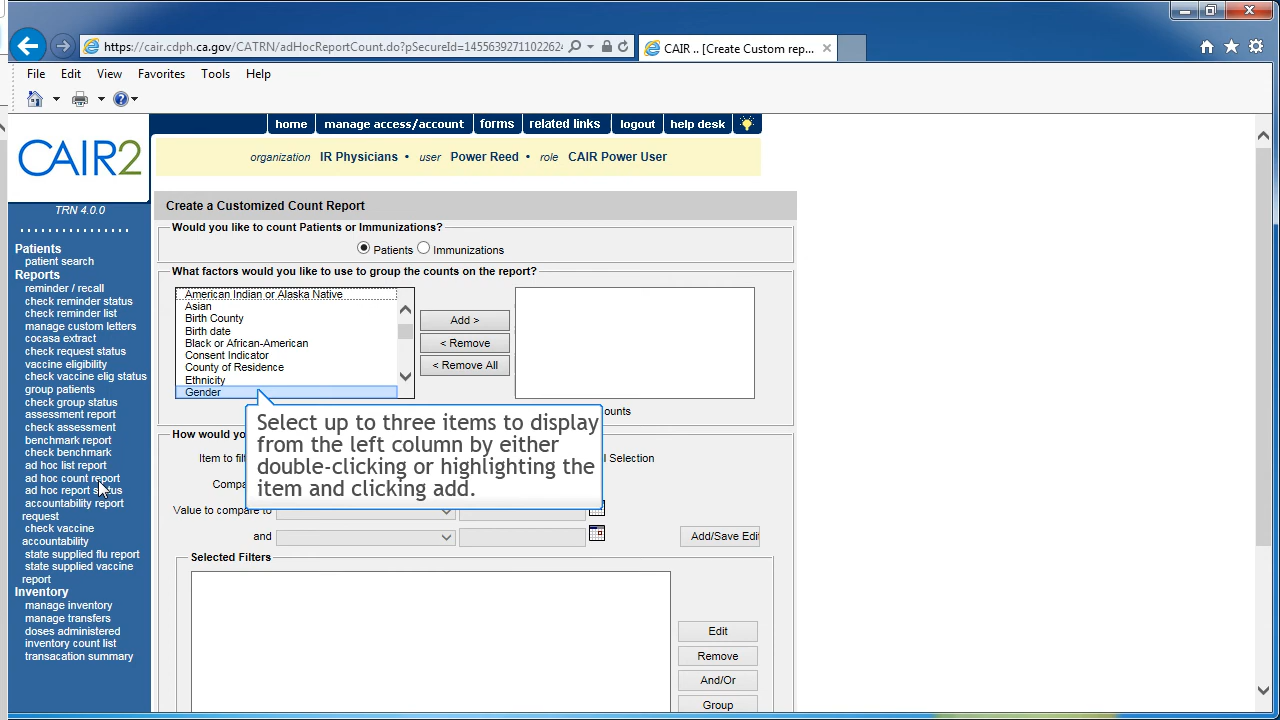 https://cair.cdph.ca.gov/CATRN/adHocReportCount.do?pSecureId=1455639271102262
CAIR .. [Create Custom rep...
File Edit View Favorites Tools Help
home manage access/account forms related links logout help desk
CAIR2
organization IR Physicians • user Power Reed • role CAIR Power User
TRN 4.0.0
Patients
patient search
Reports
reminder / recall
check reminder status
check reminder list
manage custom letters
cocasa extract
check request status
vaccine eligibility
check vaccine elig status
group patients
check group status
assessment report
check assessment
benchmark report
check benchmark
ad hoc list report
ad hoc count report
ad hoc report status
accountability report
request
check vaccine
accountability
state supplied flu report
state supplied vaccine
report
Inventory
manage inventory
manage transfers
doses administered
inventory count list
transacation summary
Create a Customized Count Report
Would you like to count Patients or Immunizations?
Patients Immunizations
What factors would you like to use to group the counts on the report?
American Indian or Alaska Native
Asian
Birth County
Birth date
Black or African-American
Consent Indicator
County of Residence
Ethnicity
Gender
Add >
< Remove
< Remove All
ounts
Select up to three items to display
from the left column by either
double-clicking or highlighting the
item and clicking add.
How would yo
Item to fil
l Selection
Compa
Value to compare to
and
Add/Save Edi
Selected Filters
Edit
Remove
And/Or
Group